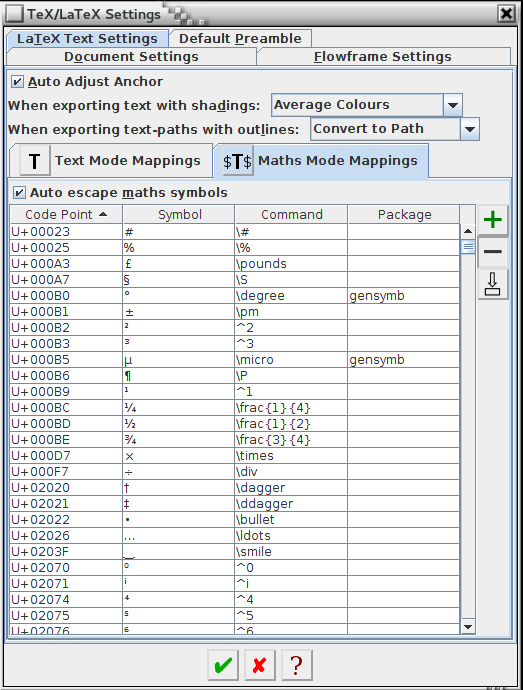 TeX/LaTeX Settings
LaTeX Text Settings Default Preamble
Document Settings Flowframe Settings
Auto Adjust Anchor
When exporting text with shadings: Average Colours
When exporting text-paths with outlines: Convert to Path
T Text Mode Mappings $T$ Maths Mode Mappings
Auto escape maths symbols
Code Point Symbol Command Package
U+00023 # \#
U+00025 % \%
U+000A3 £ \pounds
U+000A7 § \S
U+000B0 ° \degree gensymb
U+000B1 ± \pm
U+000B2 ² ^2
U+000B3 ³ ^3
U+000B5 µ \micro gensymb
U+000B6 ¶ \P
U+000B9 ¹ ^1
U+000BC ¼ \frac{1}{4}
U+000BD ½ \frac{1}{2}
U+000BE ¾ \frac{3}{4}
U+000D7 × \times
U+000F7 ÷ \div
U+02020 † \dagger
U+02021 ‡ \ddagger
U+02022 • \bullet
U+02026 … \ldots
U+0203F ‿ \smile
U+02070 ⁰ ^0
U+02071 ⁱ ^i
U+02074 ⁴ ^4
U+02075 ⁵ ^5
U+02076 ⁶ ^6
?